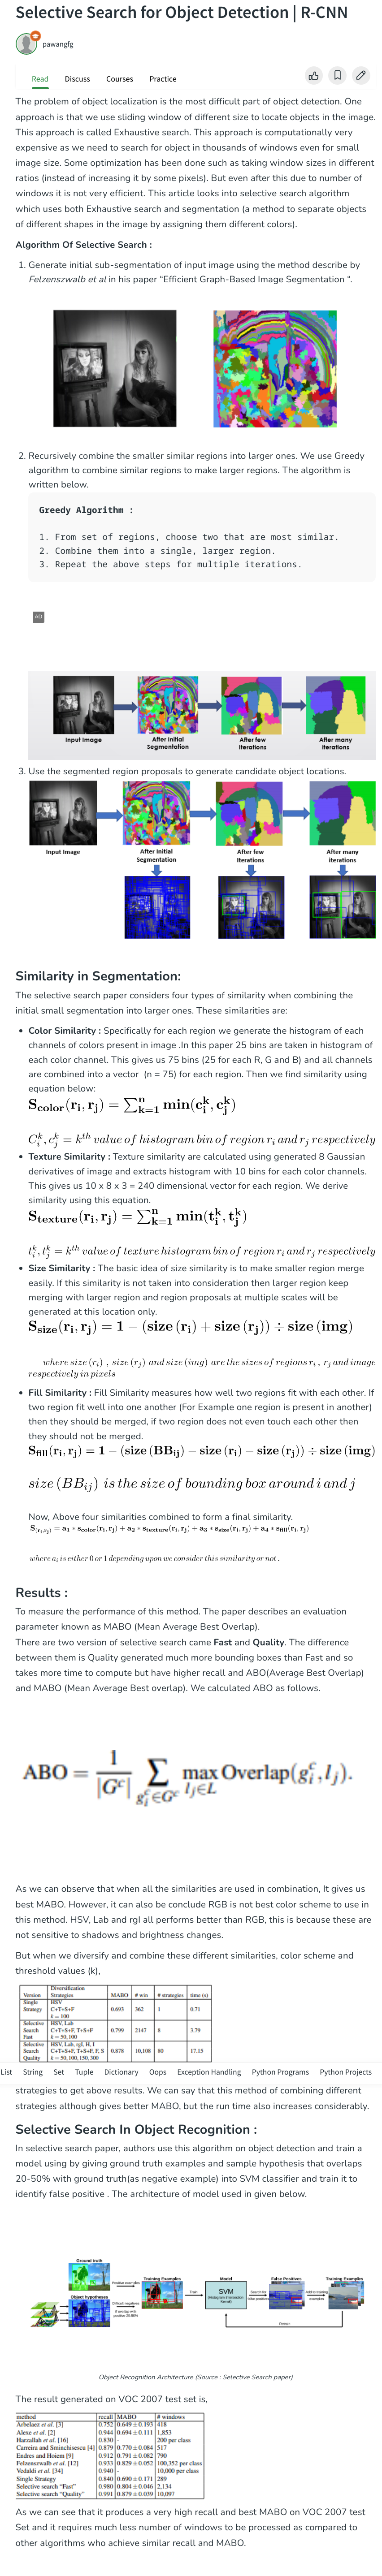 Selective Search for Object Detection | R-CNN
pawangfg
Read Discuss Courses Practice
The problem of object localization is the most difficult part of object detection. One
approach is that we use sliding window of different size to locate objects in the image.
This approach is called Exhaustive search. This approach is computationally very
expensive as we need to search for object in thousands of windows even for small
image size. Some optimization has been done such as taking window sizes in different
ratios (instead of increasing it by some pixels). But even after this due to number of
windows it is not very efficient. This article looks into selective search algorithm
which uses both Exhaustive search and segmentation (a method to separate objects
of different shapes in the image by assigning them different colors).
Algorithm Of Selective Search :
1. Generate initial sub-segmentation of input image using the method describe by
Felzenszwalb et al in his paper “Efficient Graph-Based Image Segmentation “.
2. Recursively combine the smaller similar regions into larger ones. We use Greedy
algorithm to combine similar regions to make larger regions. The algorithm is
written below.
Greedy Algorithm :
1. From set of regions, choose two that are most similar.
2. Combine them into a single, larger region.
3. Repeat the above steps for multiple iterations.
AD
Input Image After Initial Segmentation After few Iterations After many iterations
3. Use the segmented region proposals to generate candidate object locations.
Input Image After Initial Segmentation After few Iterations After many iterations
Similarity in Segmentation:
The selective search paper considers four types of similarity when combining the
initial small segmentation into larger ones. These similarities are:
• Color Similarity : Specifically for each region we generate the histogram of each
channels of colors present in image .In this paper 25 bins are taken in histogram of
each color channel. This gives us 75 bins (25 for each R, G and B) and all channels
are combined into a vector (n = 75) for each region. Then we find similarity using
equation below:
S_color(r_i, r_j) = ∑_{k=1}^n min(c_i^k, c_j^k)
C_i^k, c_j^k = k^th value of histogram bin of region r_i and r_j respectively
• Texture Similarity : Texture similarity are calculated using generated 8 Gaussian
derivatives of image and extracts histogram with 10 bins for each color channels.
This gives us 10 x 8 x 3 = 240 dimensional vector for each region. We derive
similarity using this equation.
S_texture(r_i, r_j) = ∑_{k=1}^n min(t_i^k, t_j^k)
t_i^k, t_j^k = k^th value of texture histogram bin of region r_i and r_j respectively
• Size Similarity : The basic idea of size similarity is to make smaller region merge
easily. If this similarity is not taken into consideration then larger region keep
merging with larger region and region proposals at multiple scales will be
generated at this location only.
S_size(r_i, r_j) = 1 − (size (r_i) + size (r_j)) ÷ size (img)
where size (r_i) , size (r_j) and size (img) are the sizes of regions r_i , r_j and image
respectively in pixels
• Fill Similarity : Fill Similarity measures how well two regions fit with each other. If
two region fit well into one another (For Example one region is present in another)
then they should be merged, if two region does not even touch each other then
they should not be merged.
S_fill(r_i, r_j) = 1 − (size (BB_ij) − size (r_i) − size (r_j)) ÷ size (img)
size (BB_ij) is the size of bounding box around i and j
Now, Above four similarities combined to form a final similarity.
S_(r_i,r_j) = a_1 * s_color(r_i, r_j) + a_2 * s_texture(r_i, r_j) + a_3 * s_size(r_i, r_j) + a_4 * s_fill(r_i, r_j)
where a_i is either 0 or 1 depending upon we consider this similarity or not .
Results :
To measure the performance of this method. The paper describes an evaluation
parameter known as MABO (Mean Average Best Overlap).
There are two version of selective search came Fast and Quality. The difference
between them is Quality generated much more bounding boxes than Fast and so
takes more time to compute but have higher recall and ABO(Average Best Overlap)
and MABO (Mean Average Best overlap). We calculated ABO as follows.
ABO = 1/|G^c| ∑_{g_i^c∈G^c} max_{l_j∈L} Overlap(g_i^c, l_j).
As we can observe that when all the similarities are used in combination, It gives us
best MABO. However, it can also be conclude RGB is not best color scheme to use in
this method. HSV, Lab and rgI all performs better than RGB, this is because these are
not sensitive to shadows and brightness changes.
But when we diversify and combine these different similarities, color scheme and
threshold values (k),
Version Diversification Strategies MABO # win # strategies time (s)
Single Strategy HSV C+T+S+F k = 100 0.693 362 1 0.71
Selective Search Fast HSV, Lab C+T+S+F, T+S+F k = 50, 100 0.799 2147 8 3.79
Selective Search Quality HSV, Lab, rgI, H, I C+T+S+F, T+S+F, F, S k = 50, 100, 150, 300 0.878 10,108 80 17.15
List String Set Tuple Dictionary Oops Exception Handling Python Programs Python Projects
strategies to get above results. We can say that this method of combining different
strategies although gives better MABO, but the run time also increases considerably.
Selective Search In Object Recognition :
In selective search paper, authors use this algorithm on object detection and train a
model using by giving ground truth examples and sample hypothesis that overlaps
20-50% with ground truth(as negative example) into SVM classifier and train it to
identify false positive . The architecture of model used in given below.
Ground truth
Positive examples
Training Examples
Model
False Positives
Training Examples
Object hypotheses
Difficult negatives
if overlap with positive 20-50%
Train
SVM
Search for false positives
Add to training examples
Retrain
Object Recognition Architecture (Source : Selective Search paper)
The result generated on VOC 2007 test set is,
method recall MABO # windows
Arbelaez et al. [3] 0.752 0.649 ± 0.193 418
Alexe et al. [2] 0.944 0.694 ± 0.111 1,853
Harzallah et al. [16] 0.830 - 200 per class
Carreira and Sminchisescu [4] 0.879 0.770 ± 0.084 517
Endres and Hoiem [9] 0.912 0.791 ± 0.082 790
Felzenszwalb et al. [12] 0.933 0.829 ± 0.052 100,352 per class
Vedaldi et al. [34] 0.940 - 10,000 per class
Single Strategy 0.840 0.690 ± 0.171 289
Selective search "Fast" 0.980 0.804 ± 0.046 2,134
Selective search "Quality" 0.991 0.879 ± 0.039 10,097
As we can see that it produces a very high recall and best MABO on VOC 2007 test
Set and it requires much less number of windows to be processed as compared to
other algorithms who achieve similar recall and MABO.